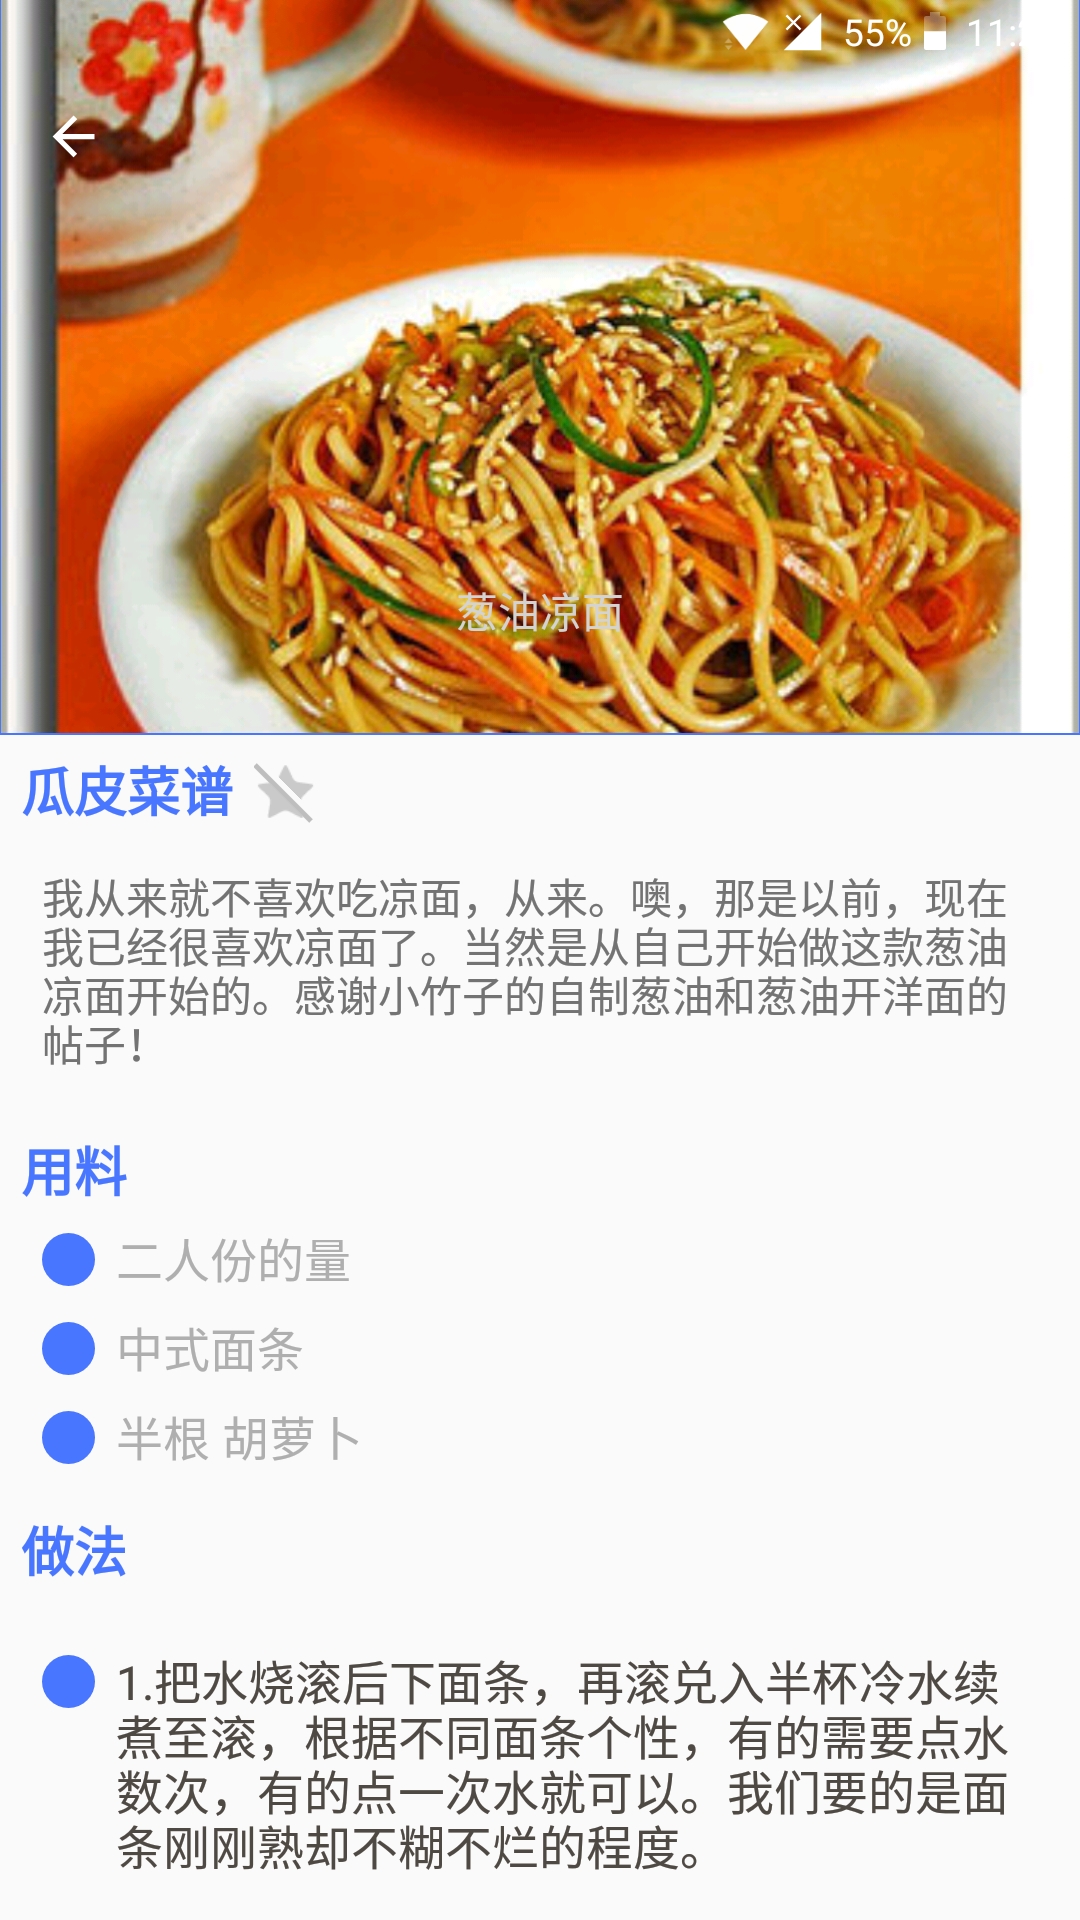 55%
葱油凉面
瓜皮菜谱
我从来就不喜欢吃凉面，从来。噢，那是以前，现在
我已经很喜欢凉面了。当然是从自己开始做这款葱油
凉面开始的。感谢小竹子的自制葱油和葱油开洋面的
帖子！
用料
二人份的量
中式面条
半根 胡萝卜
做法
1.把水烧滚后下面条，再滚兑入半杯冷水续
煮至滚，根据不同面条个性，有的需要点水
数次，有的点一次水就可以。我们要的是面
条刚刚熟却不糊不烂的程度。